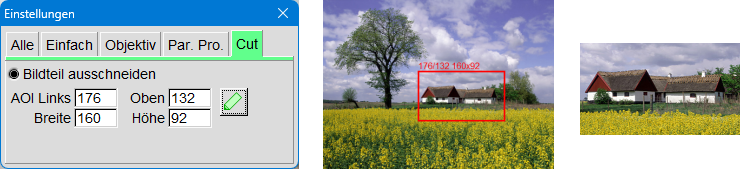 Einstellungen
Alle Einfach Objektiv Par. Pro. Cut
Bildteil ausschneiden
AOI Links 176 Oben 132
Breite 160 Höhe 92
176/132 160x92